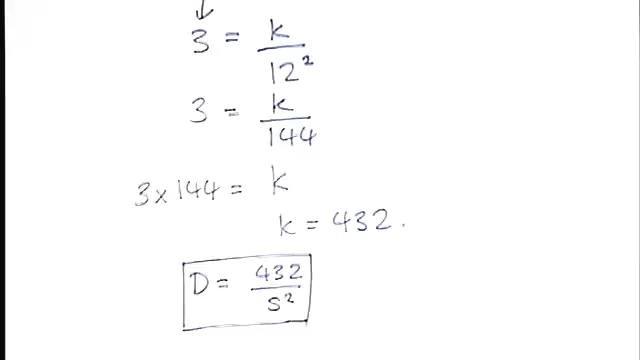 3 = k/12²
3 = k/144
3 x 144 = k
k = 432.
D = 432/s²